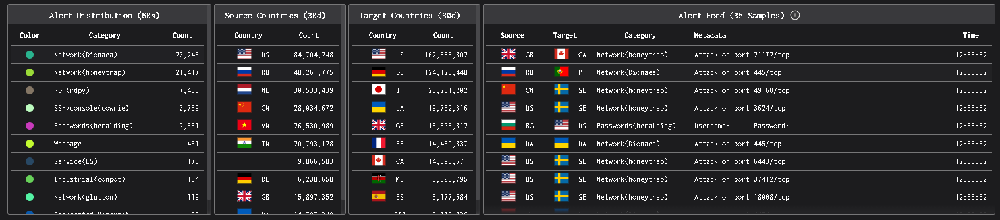 Alert Distribution (60s)
Color Category Count
Network(Dionaea) 23,246
Network(honeytrap) 21,417
RDP(rdpy) 7,465
SSH/console(cowrie) 3,789
Passwords(heralding) 2,651
Webpage 461
Service(ES) 175
Industrial(conpot) 164
Network(glutton) 119
Source Countries (30d)
Country Count
US 84,704,248
RU 48,261,775
NL 30,533,439
CN 28,034,672
VN 26,530,989
IN 20,793,128
19,866,583
DE 16,238,658
GB 15,897,352
Target Countries (30d)
Country Count
US 162,388,802
DE 124,128,448
JP 26,261,202
UA 19,732,316
GB 15,306,812
FR 14,439,837
CA 14,398,671
KE 8,505,795
ES 8,177,584
Alert Feed (35 Samples)
Source Target Category Metadata Time
GB CA Network(honeytrap) Attack on port 21172/tcp 12:33:32
RU PT Network(Dionaea) Attack on port 445/tcp 12:33:32
CN SE Network(honeytrap) Attack on port 49160/tcp 12:33:32
US SE Network(honeytrap) Attack on port 3624/tcp 12:33:32
BG US Passwords(heralding) Username: "" | Password: "" 12:33:32
UA UA Network(Dionaea) Attack on port 445/tcp 12:33:32
US SE Network(honeytrap) Attack on port 6443/tcp 12:33:32
US SE Network(honeytrap) Attack on port 37412/tcp 12:33:32
US SE Network(honeytrap) Attack on port 18008/tcp 12:33:32